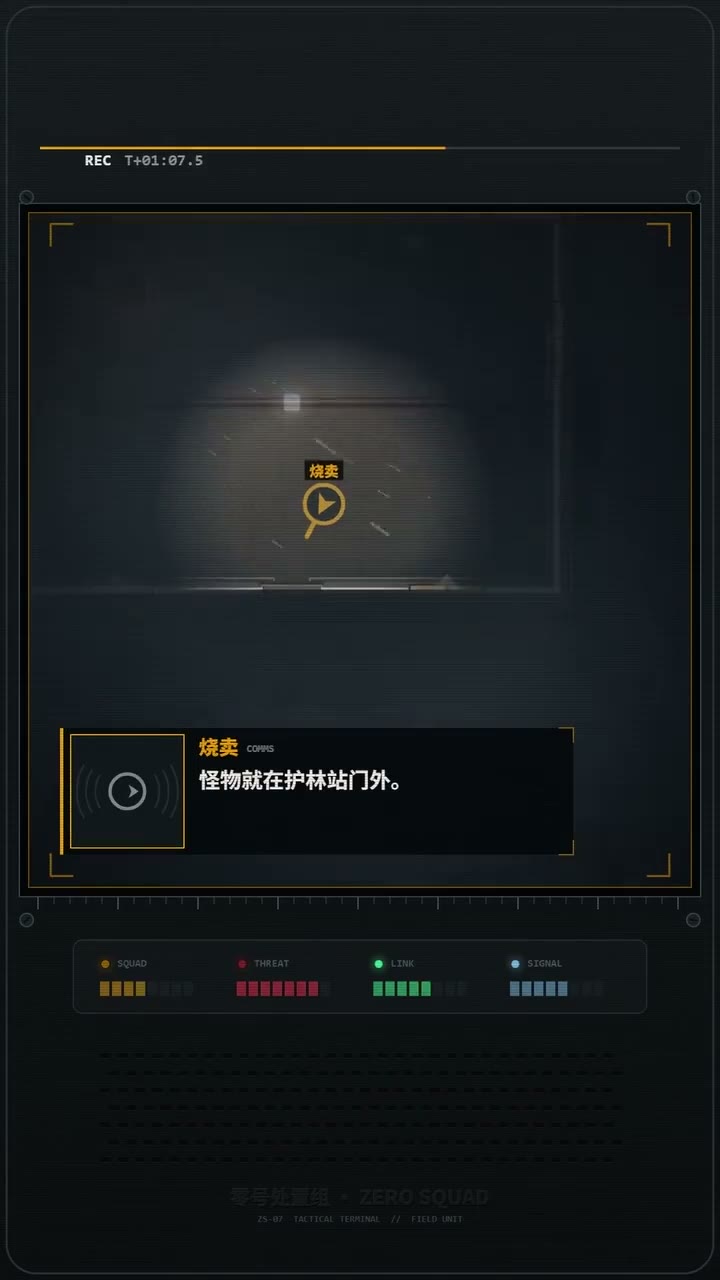 REC T+01:07.5
烧卖
烧卖 COMMS
怪物就在护林站门外。
SQUAD THREAT LINK SIGNAL
零号处置组 • ZERO SQUAD
ZS-07 TACTICAL TERMINAL // FIELD UNIT